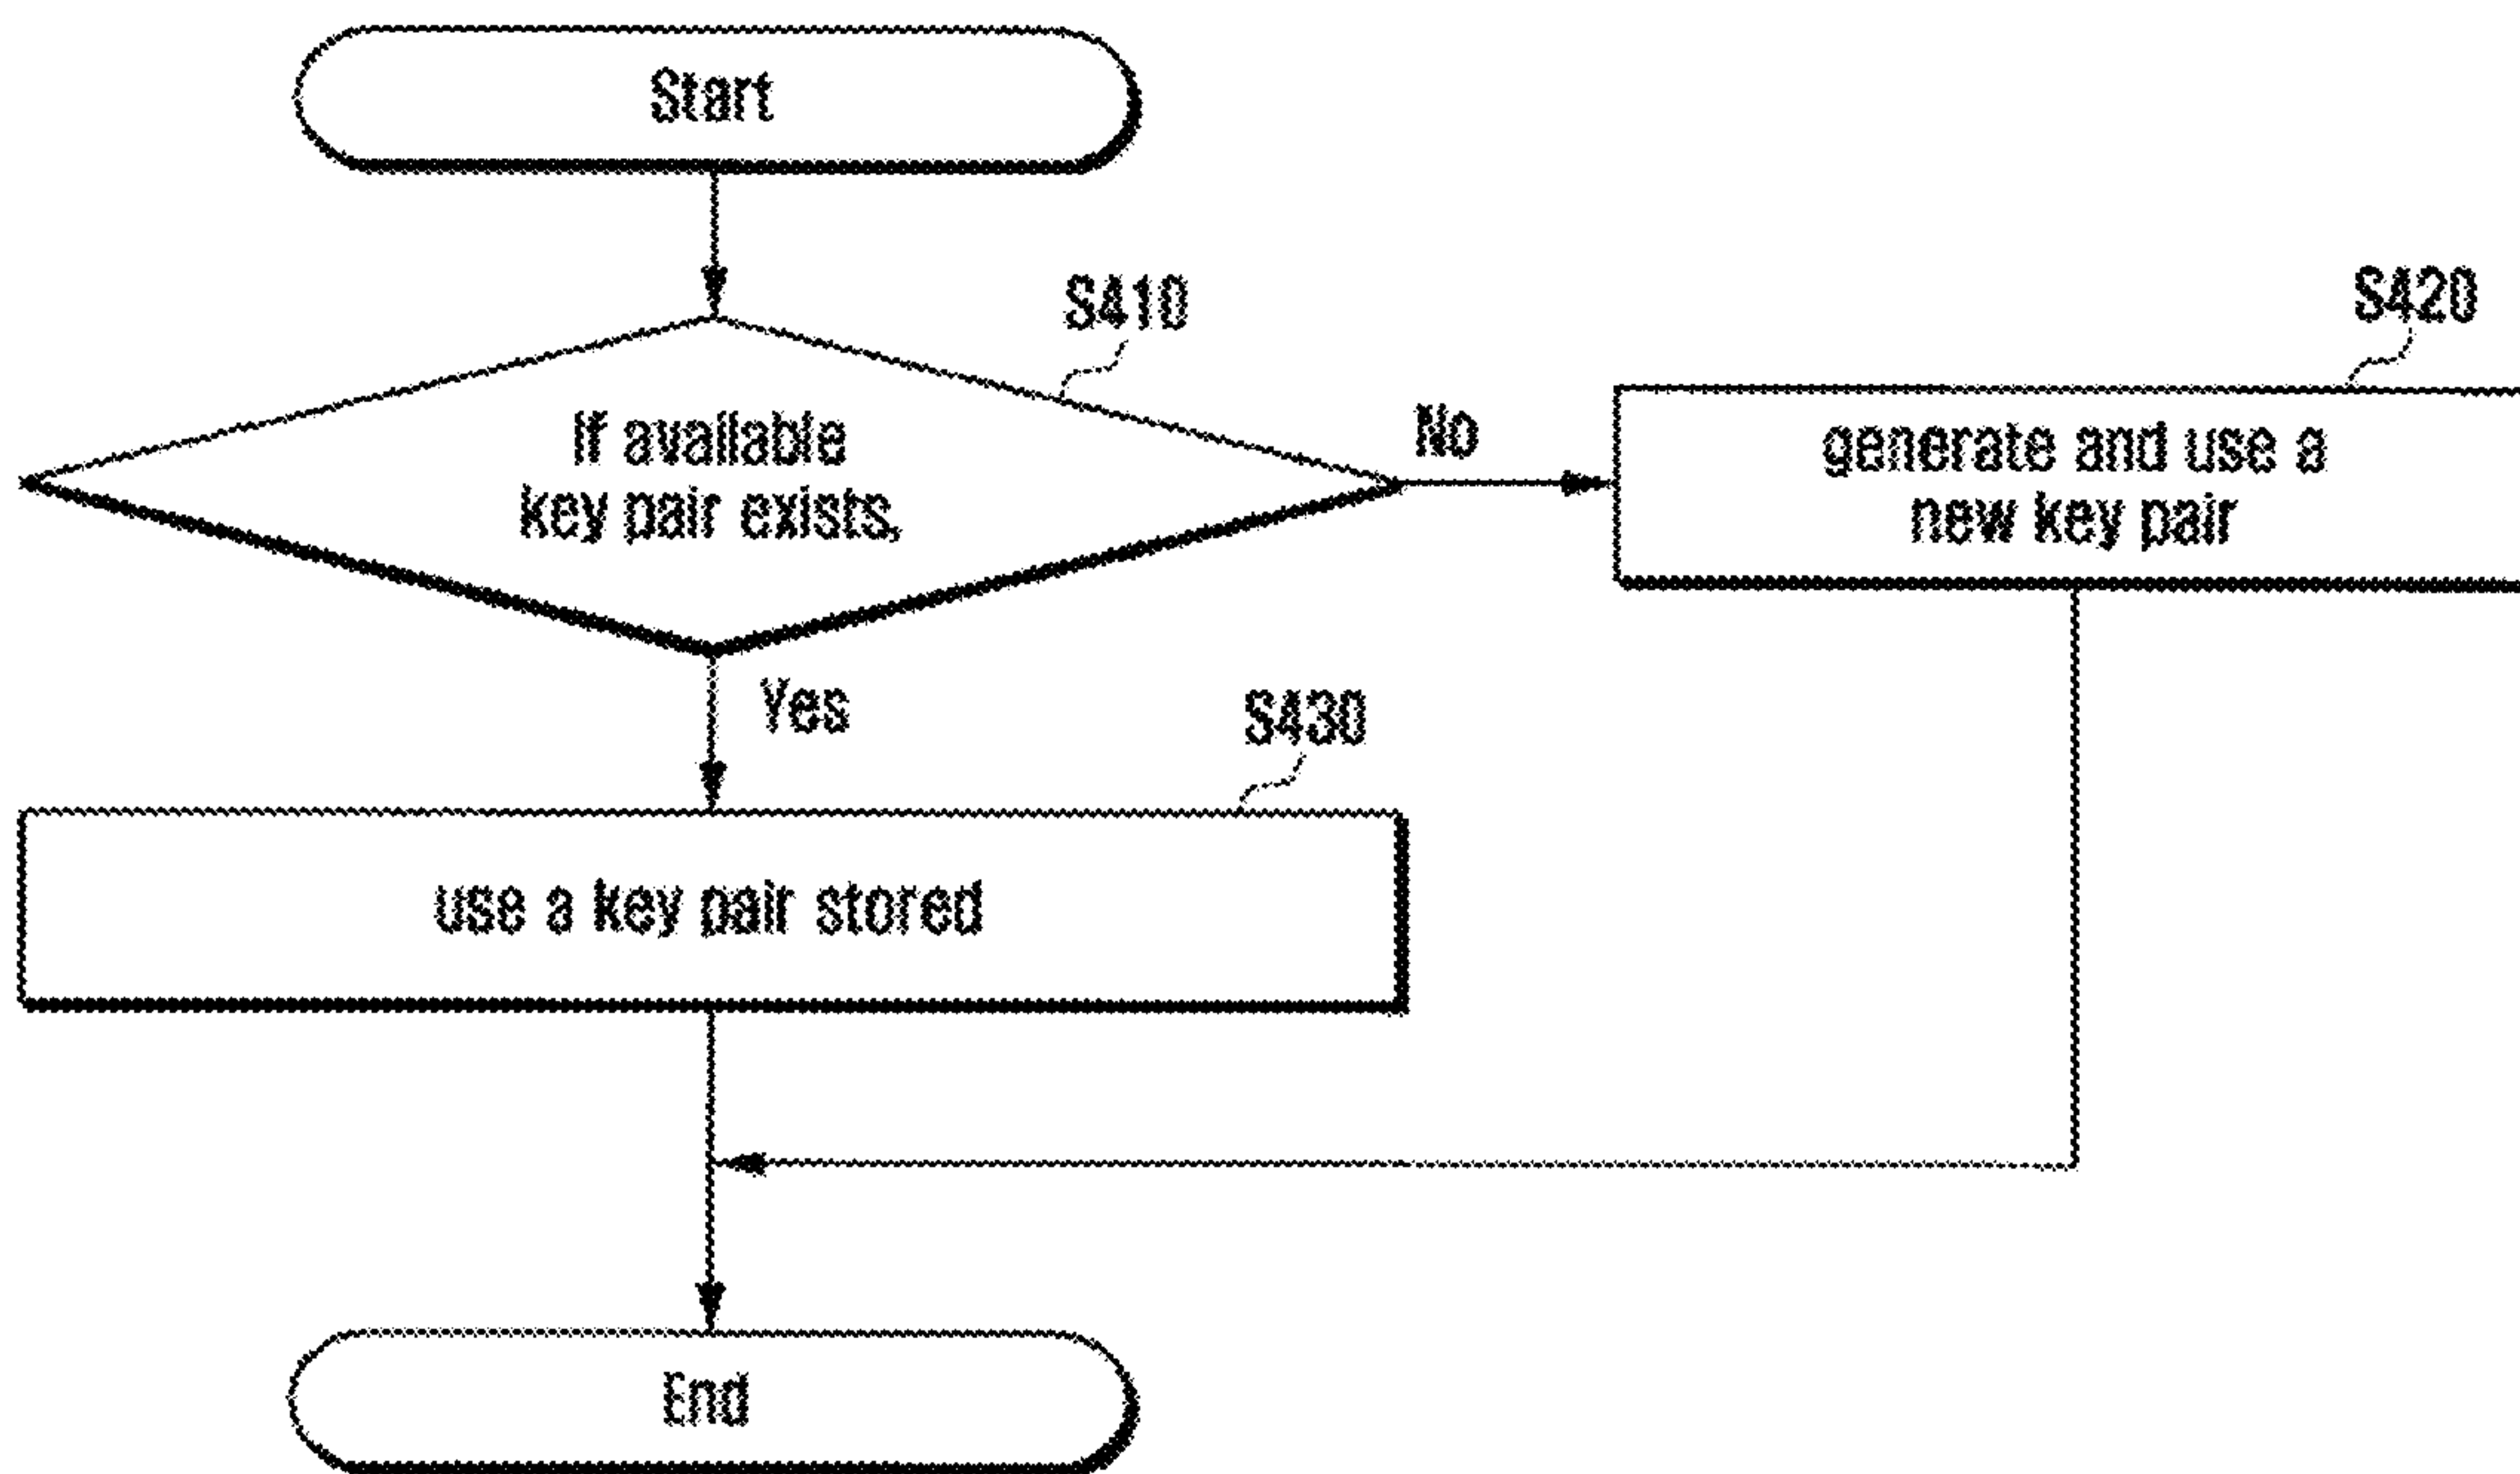 Start
S410
S420
If available
key pair exists,
No
generate and use a
new key pair
Yes
S430
use a key pair stored
End